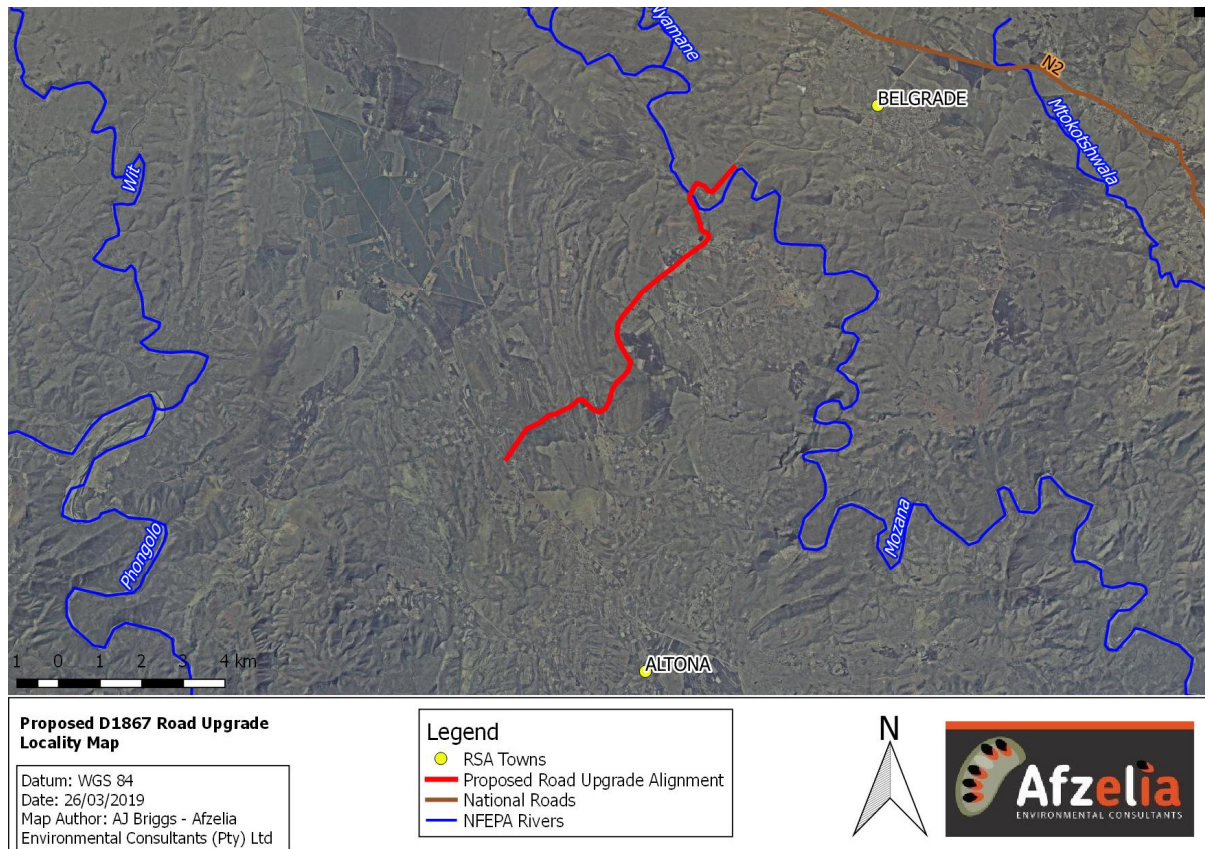 Nyamane
N2
BELGRADE
Mtokotshwala
Wit
Mozana
Phongolo
ALTONA
1 0 1 2 3 4 km
Proposed D1867 Road Upgrade
Locality Map
Datum: WGS 84
Date: 26/03/2019
Map Author: AJ Briggs - Afzelia
Environmental Consultants (Pty) Ltd
Legend
RSA Towns
Proposed Road Upgrade Alignment
National Roads
NFEPA Rivers
N
Afzelia
ENVIRONMENTAL CONSULTANTS